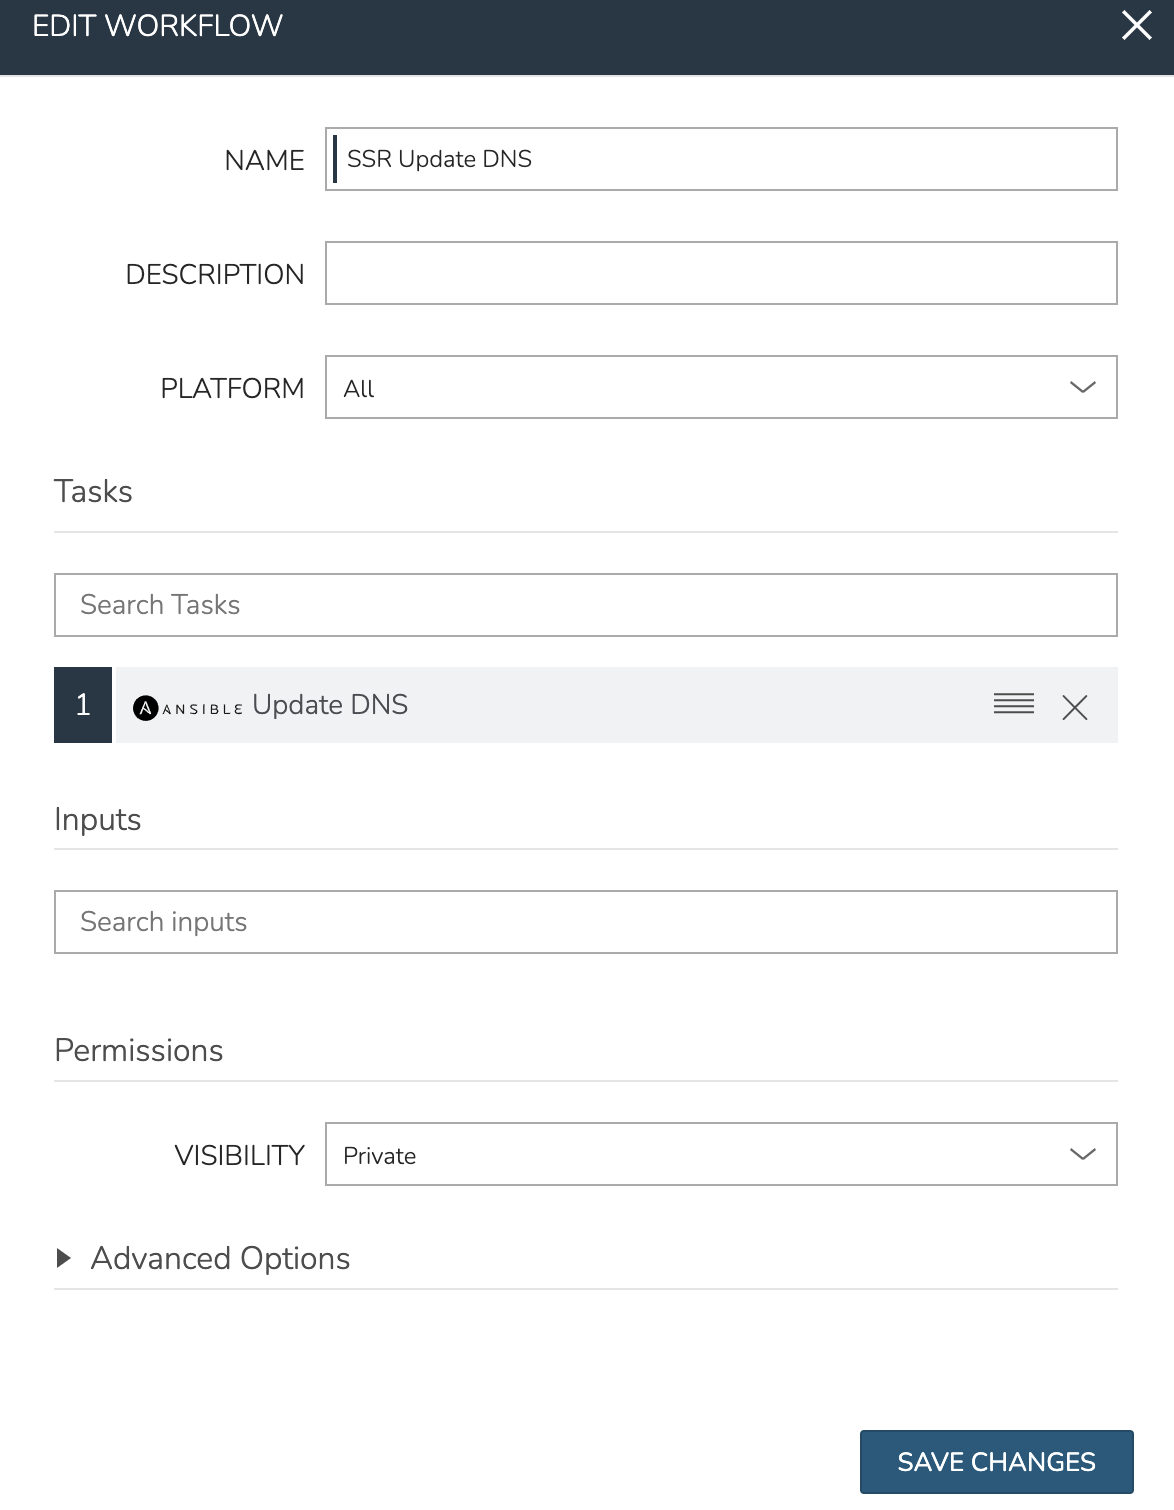 EDIT WORKFLOW
NAME SSR Update DNS
DESCRIPTION
PLATFORM All
Tasks
Search Tasks
1 A ANSIBLE Update DNS
Inputs
Search inputs
Permissions
VISIBILITY Private
Advanced Options
SAVE CHANGES